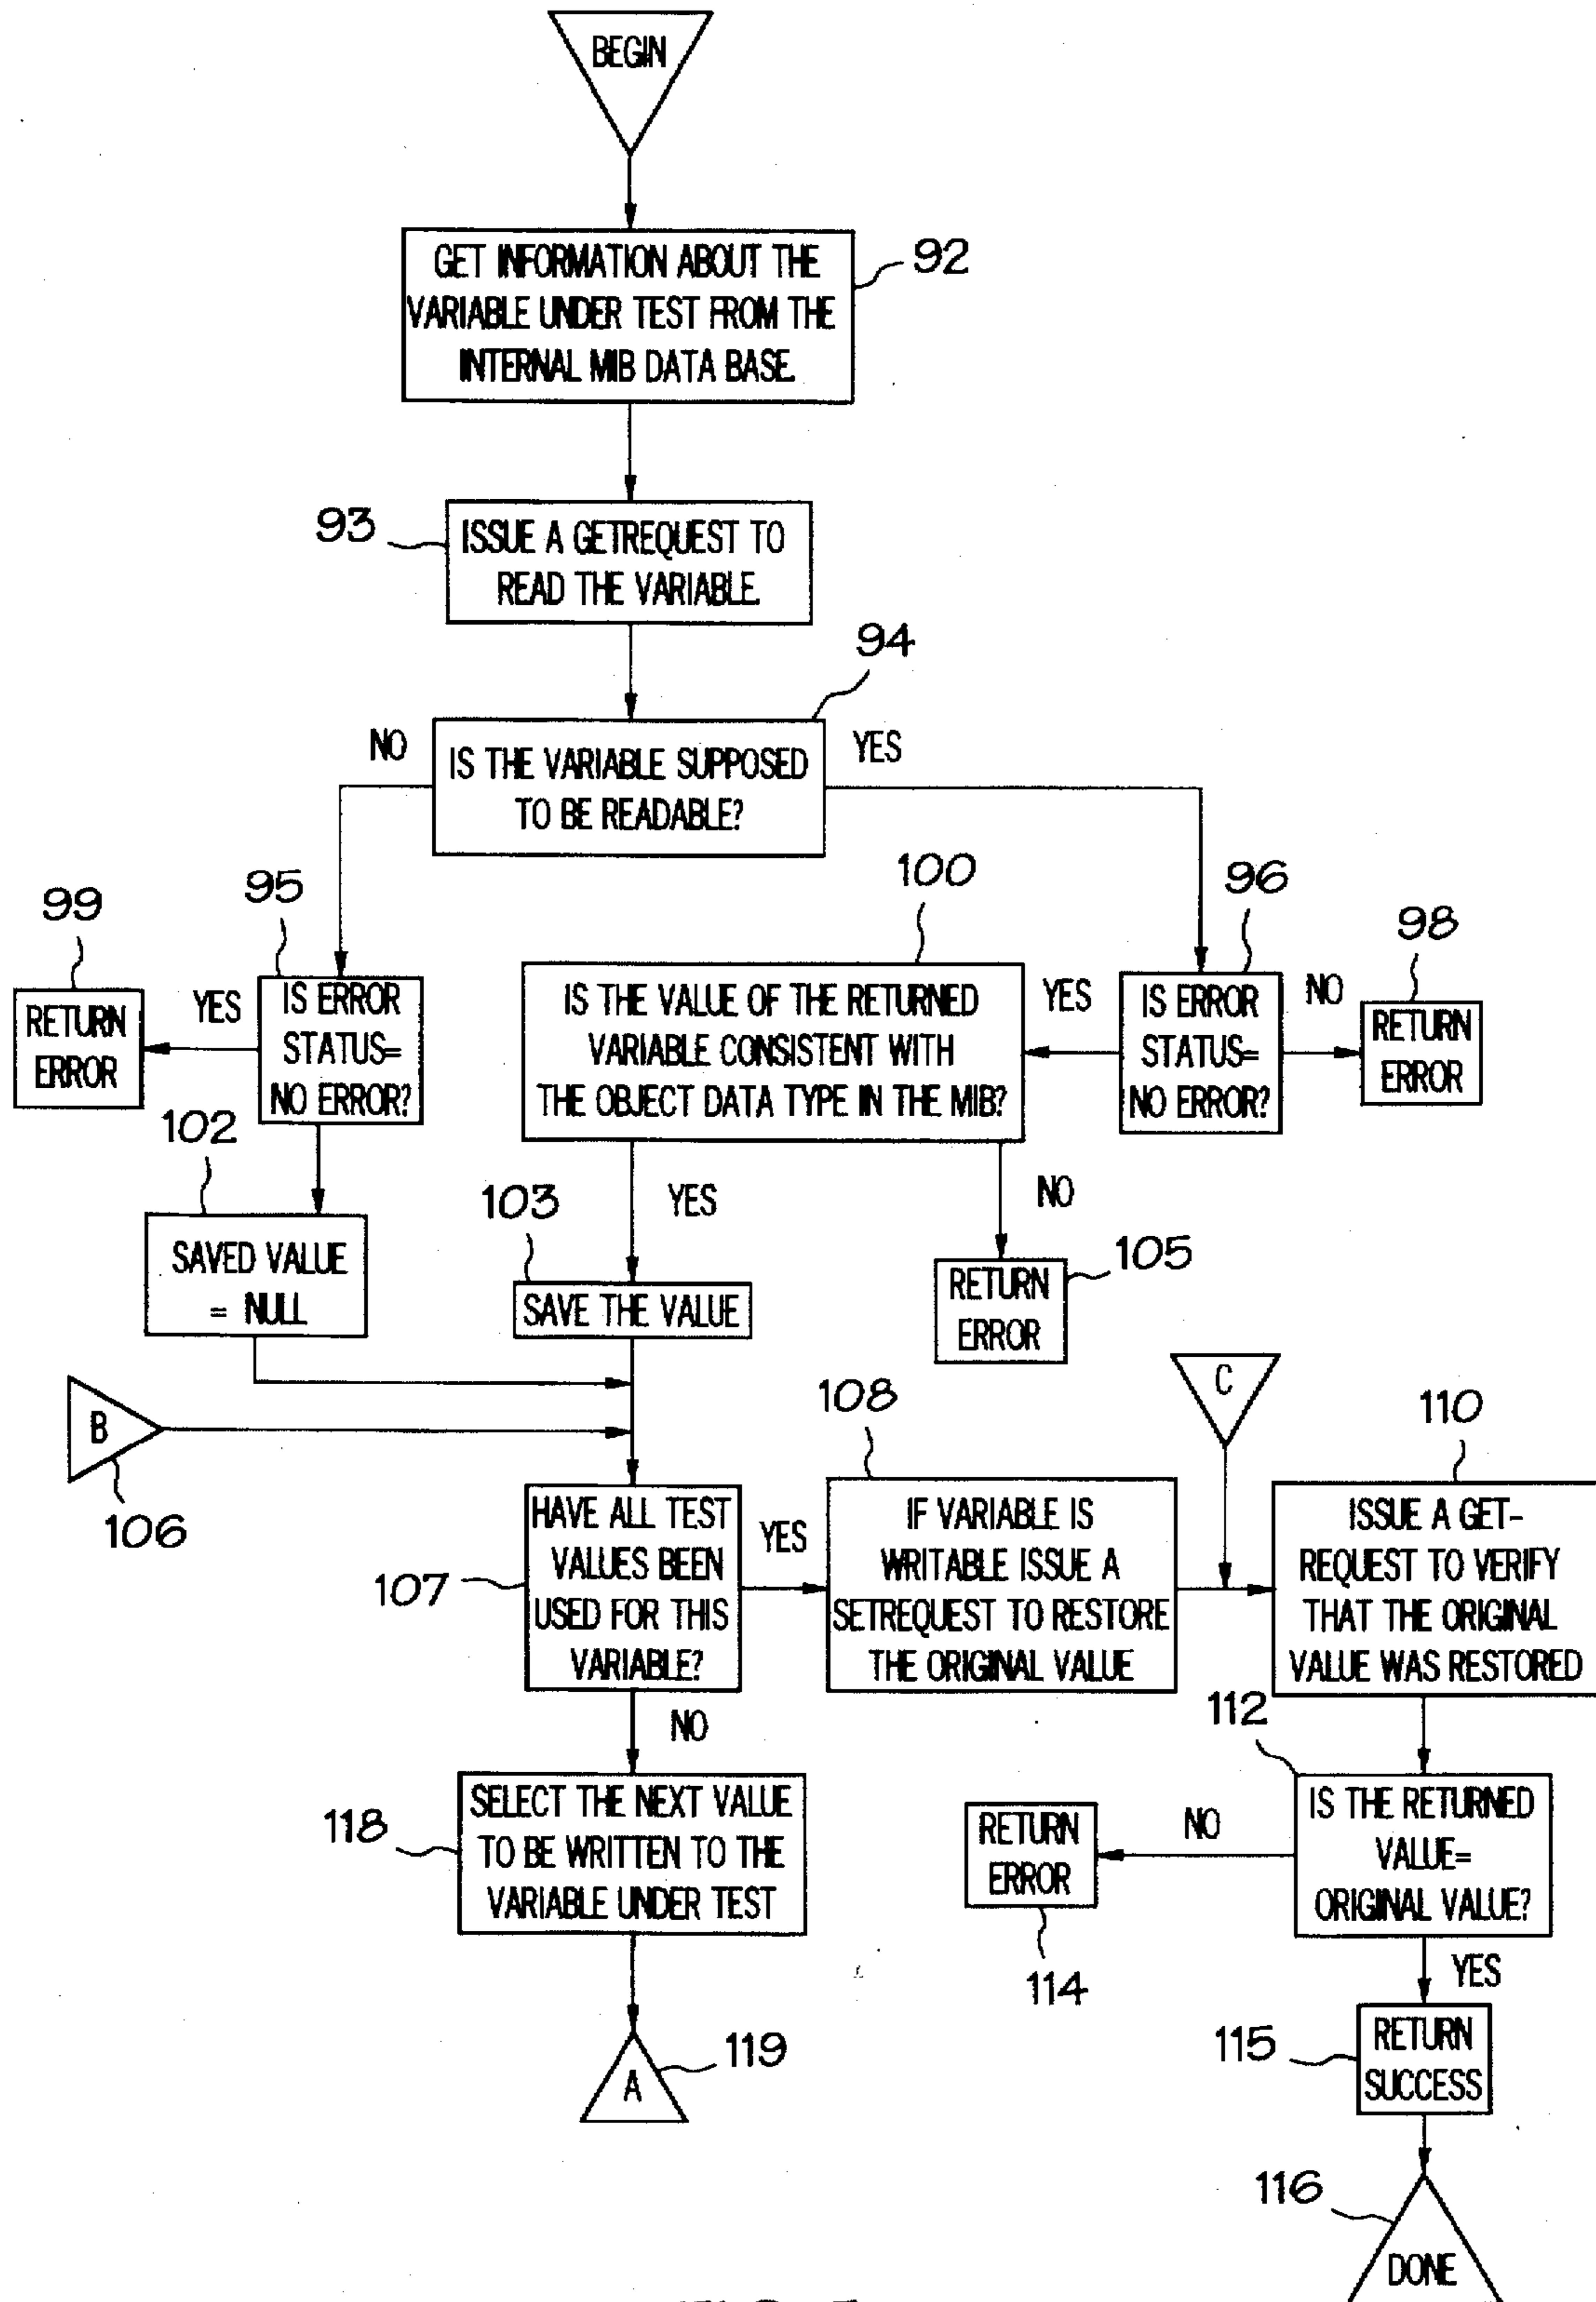 BEGIN
GET INFORMATION ABOUT THE
VARIABLE UNDER TEST FROM THE
INTERNAL MIB DATA BASE.
92
93
ISSUE A GETREQUEST TO
READ THE VARIABLE.
94
NO
IS THE VARIABLE SUPPOSED
TO BE READABLE?
YES
99
RETURN
ERROR
YES
95
IS ERROR
STATUS=
NO ERROR?
100
IS THE VALUE OF THE RETURNED
VARIABLE CONSISTENT WITH
THE OBJECT DATA TYPE IN THE MIB?
YES
96
IS ERROR
STATUS=
NO ERROR?
NO
98
RETURN
ERROR
102
SAVED VALUE
= NULL
103
YES
SAVE THE VALUE
NO
105
RETURN
ERROR
B
106
C
107
HAVE ALL TEST
VALUES BEEN
USED FOR THIS
VARIABLE?
YES
108
IF VARIABLE IS
WRITABLE ISSUE A
SETREQUEST TO RESTORE
THE ORIGINAL VALUE
110
ISSUE A GET-
REQUEST TO VERIFY
THAT THE ORIGINAL
VALUE WAS RESTORED
NO
118
SELECT THE NEXT VALUE
TO BE WRITTEN TO THE
VARIABLE UNDER TEST
112
IS THE RETURNED
VALUE=
ORIGINAL VALUE?
NO
RETURN
ERROR
114
YES
A
119
115
RETURN
SUCCESS
116
DONE